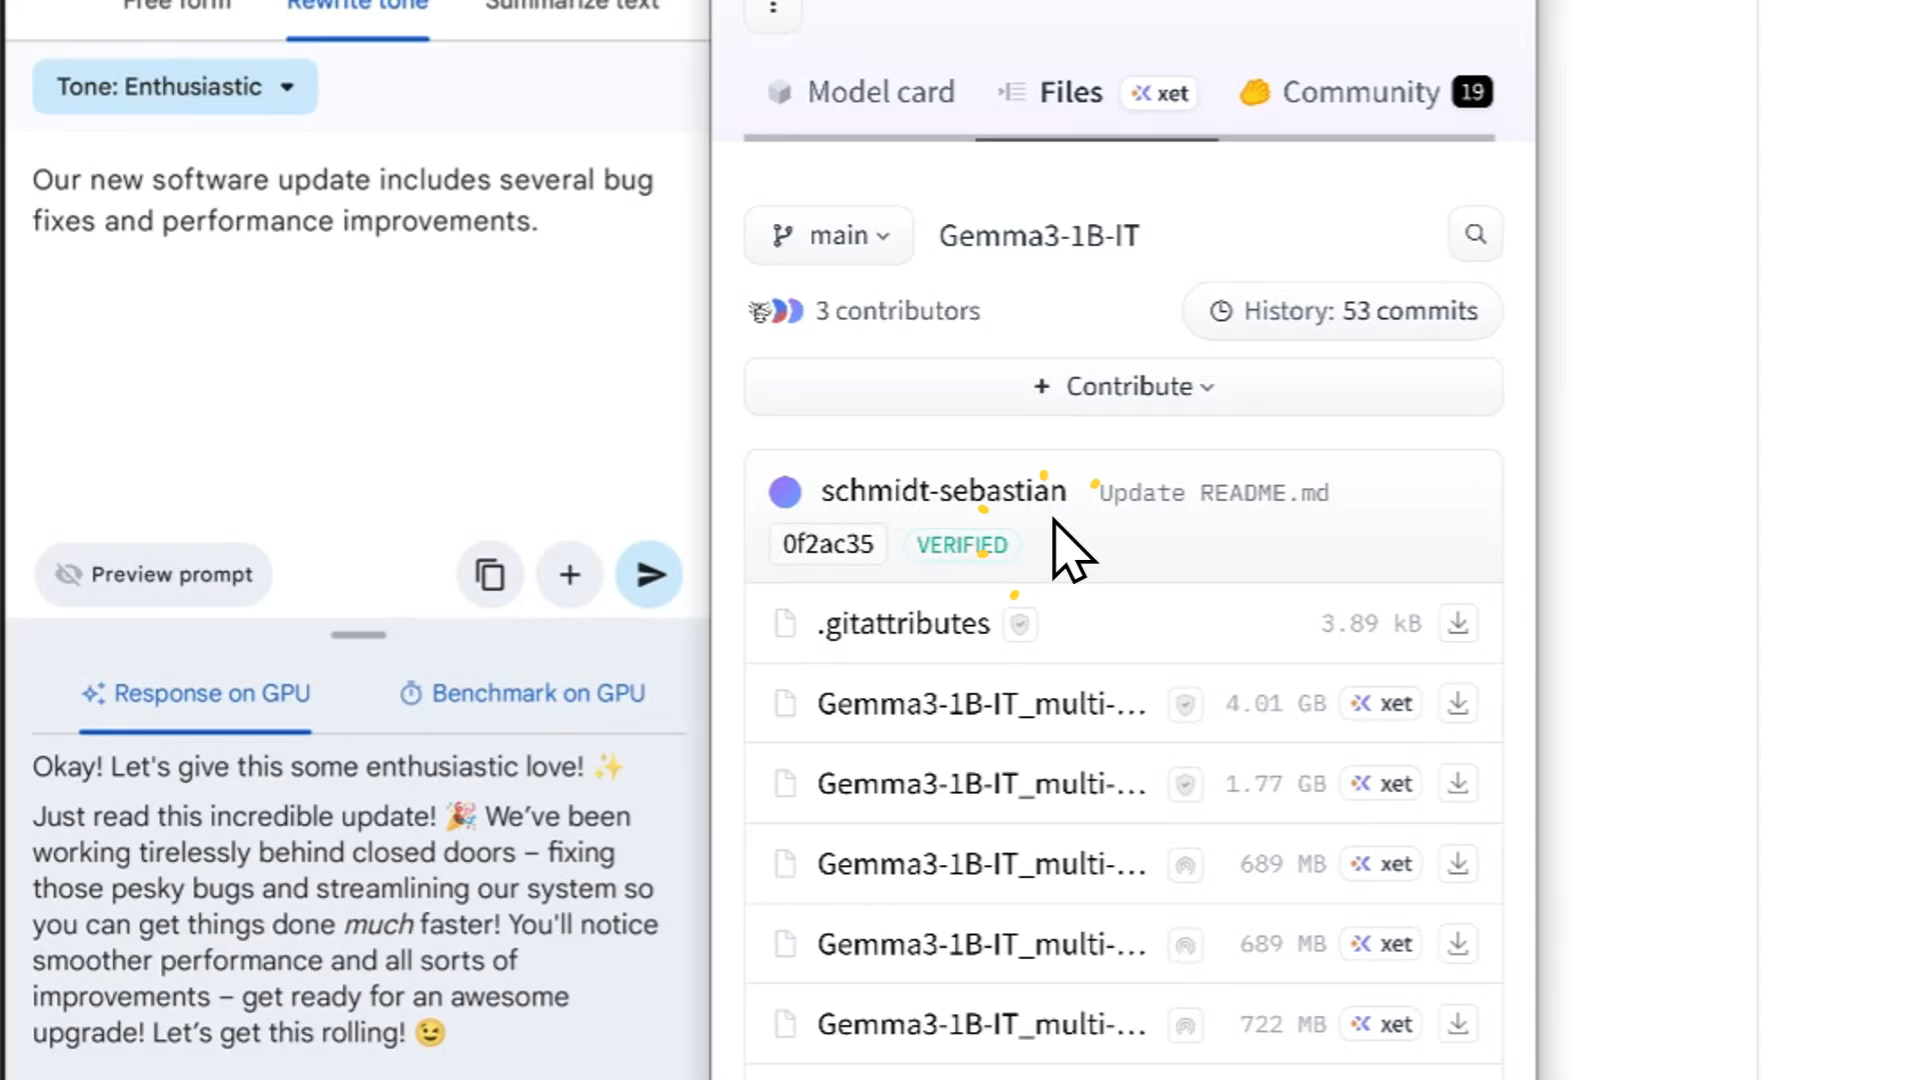 Free form Rewrite tone Summarize text
Tone: Enthusiastic
Our new software update includes several bug
fixes and performance improvements.
Preview prompt
Response on GPU Benchmark on GPU
Okay! Let's give this some enthusiastic love! ✨
Just read this incredible update! 🎉 We’ve been
working tirelessly behind closed doors – fixing
those pesky bugs and streamlining our system so
you can get things done much faster! You'll notice
smoother performance and all sorts of
improvements – get ready for an awesome
upgrade! Let’s get this rolling! 😉
Model card Files xet Community 19
main Gemma3-1B-IT
3 contributors History: 53 commits
+ Contribute
schmidt-sebastian Update README.md
0f2ac35 VERIFIED
.gitattributes 3.89 kB
Gemma3-1B-IT_multi-... 4.01 GB xet
Gemma3-1B-IT_multi-... 1.77 GB xet
Gemma3-1B-IT_multi-... 689 MB xet
Gemma3-1B-IT_multi-... 689 MB xet
Gemma3-1B-IT_multi-... 722 MB xet